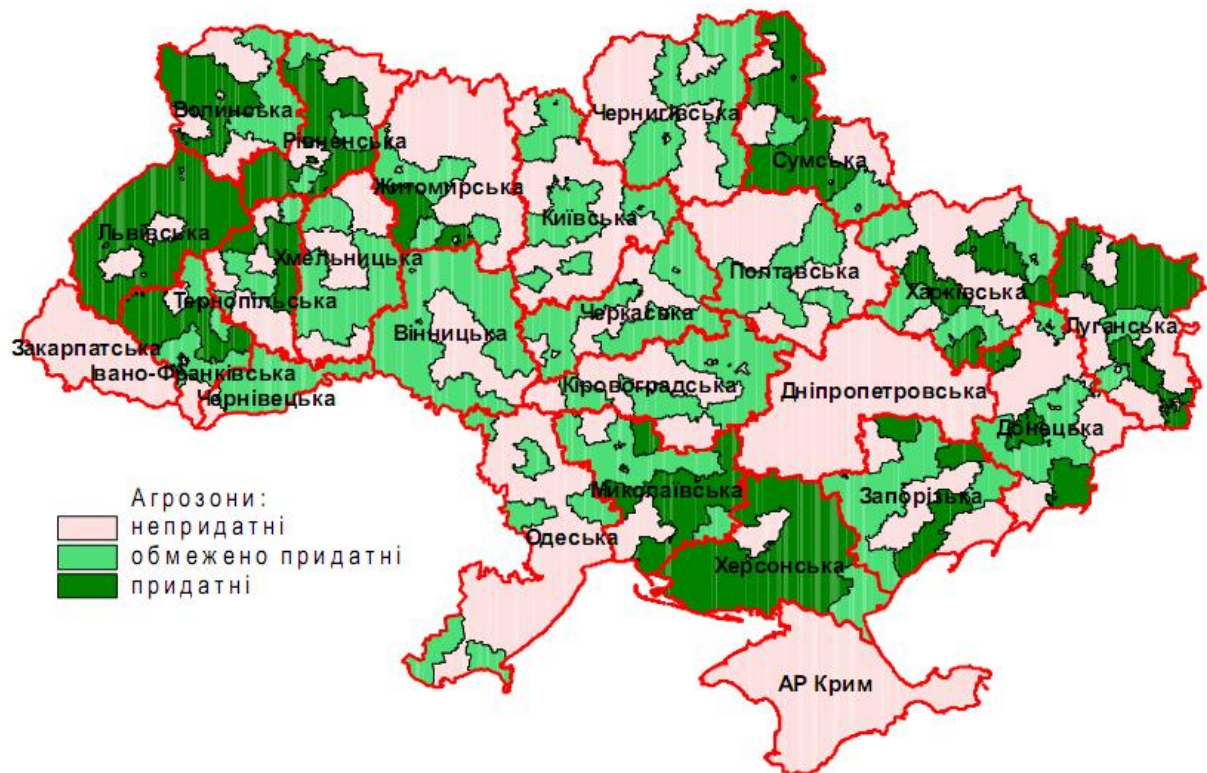 Волинська
Рівненська
Чернигівська
Сумська
Житомирська
Київська
Львівська
Хмельницька
Тернопільська
Полтавська
Харківська
Луганська
Вінницька
Черкаська
Закарпатська
Івано-Франківська
Чернівецька
Кіровоградська
Дніпропетровська
Донецька
Миколаївська
Запорізька
Одеська
Херсонська
АР Крим
Агрозони:
непридатні
обмежено придатні
придатні